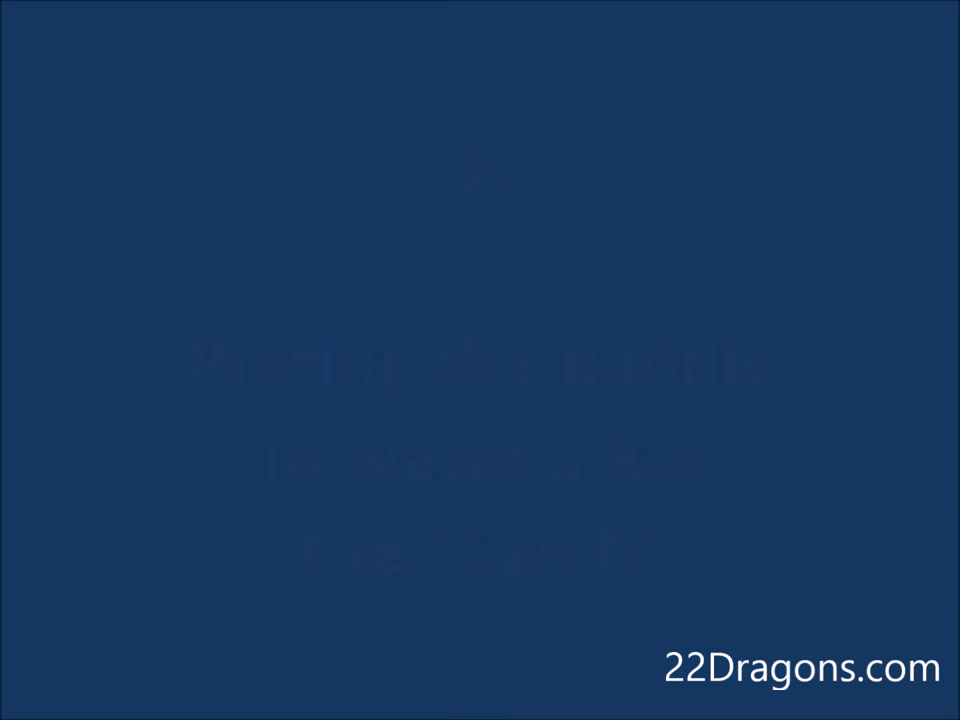 2.
Placing the paddle
in water a.k.a
the "Catch"
22Dragons.com